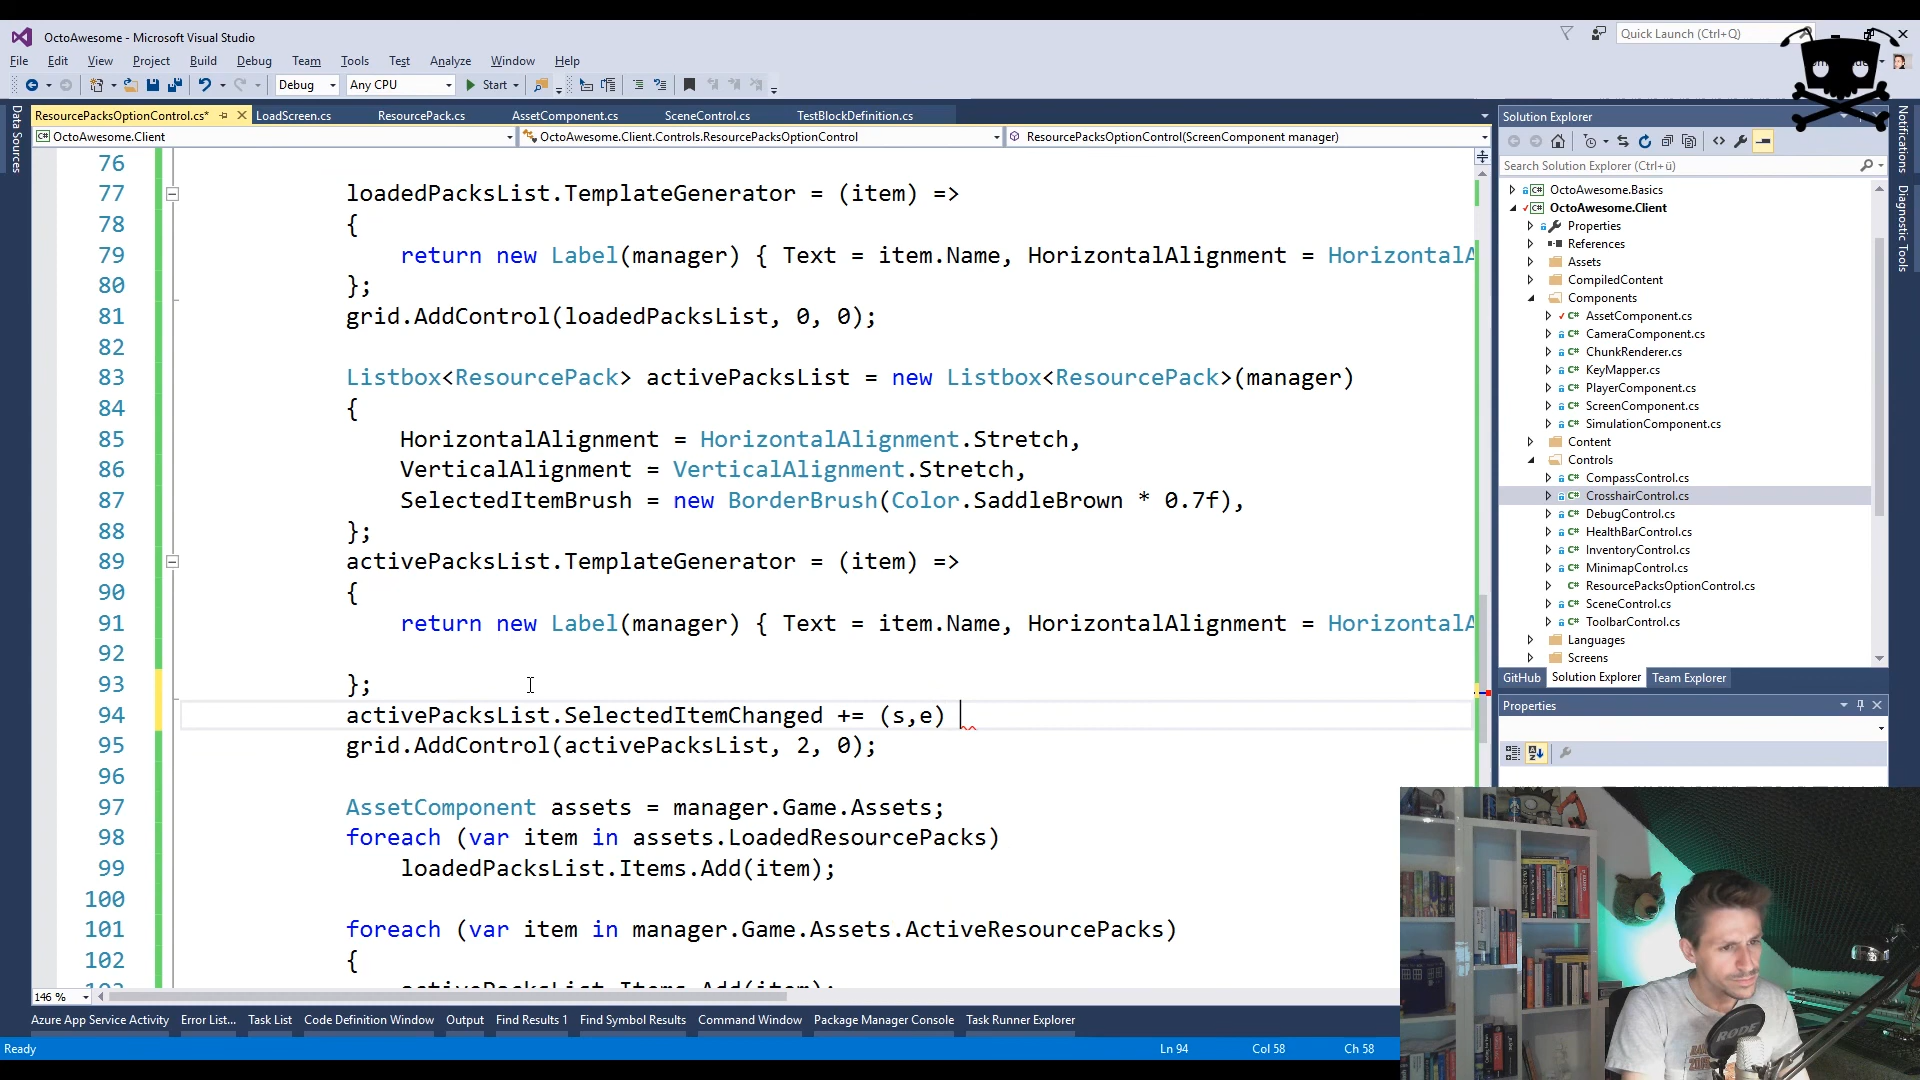 OctoAwesome - Microsoft Visual Studio
Quick Launch (Ctrl+Q)
File Edit View Project Build Debug Team Tools Test Analyze Window Help
Debug Any CPU Start
ResourcePacksOptionControl.cs* LoadScreen.cs ResourcePack.cs AssetComponent.cs SceneControl.cs TestBlockDefinition.cs
OctoAwesome.Client OctoAwesome.Client.Controls.ResourcePacksOptionControl ResourcePacksOptionControl(ScreenComponent manager)
Data Sources
76
77 loadedPacksList.TemplateGenerator = (item) =>
78 {
79 return new Label(manager) { Text = item.Name, HorizontalAlignment = HorizontalA
80 };
81 grid.AddControl(loadedPacksList, 0, 0);
82
83 Listbox<ResourcePack> activePacksList = new Listbox<ResourcePack>(manager)
84 {
85 HorizontalAlignment = HorizontalAlignment.Stretch,
86 VerticalAlignment = VerticalAlignment.Stretch,
87 SelectedItemBrush = new BorderBrush(Color.SaddleBrown * 0.7f),
88 };
89 activePacksList.TemplateGenerator = (item) =>
90 {
91 return new Label(manager) { Text = item.Name, HorizontalAlignment = HorizontalA
92
93 };
94 activePacksList.SelectedItemChanged += (s,e)
95 grid.AddControl(activePacksList, 2, 0);
96
97 AssetComponent assets = manager.Game.Assets;
98 foreach (var item in assets.LoadedResourcePacks)
99 loadedPacksList.Items.Add(item);
100
101 foreach (var item in manager.Game.Assets.ActiveResourcePacks)
102 {
activePacksList.Items.Add(item);
146 %
Azure App Service Activity Error List... Task List Code Definition Window Output Find Results 1 Find Symbol Results Command Window Package Manager Console Task Runner Explorer
Ready Ln 94 Col 58 Ch 58
Solution Explorer
Search Solution Explorer (Ctrl+ü)
OctoAwesome.Basics
OctoAwesome.Client
Properties
References
Assets
CompiledContent
Components
AssetComponent.cs
CameraComponent.cs
ChunkRenderer.cs
KeyMapper.cs
PlayerComponent.cs
ScreenComponent.cs
SimulationComponent.cs
Content
Controls
CompassControl.cs
CrosshairControl.cs
DebugControl.cs
HealthBarControl.cs
InventoryControl.cs
MinimapControl.cs
ResourcePacksOptionControl.cs
SceneControl.cs
ToolbarControl.cs
Languages
Screens
GitHub Solution Explorer Team Explorer
Properties
Notifications
Diagnostic Tools
RODE